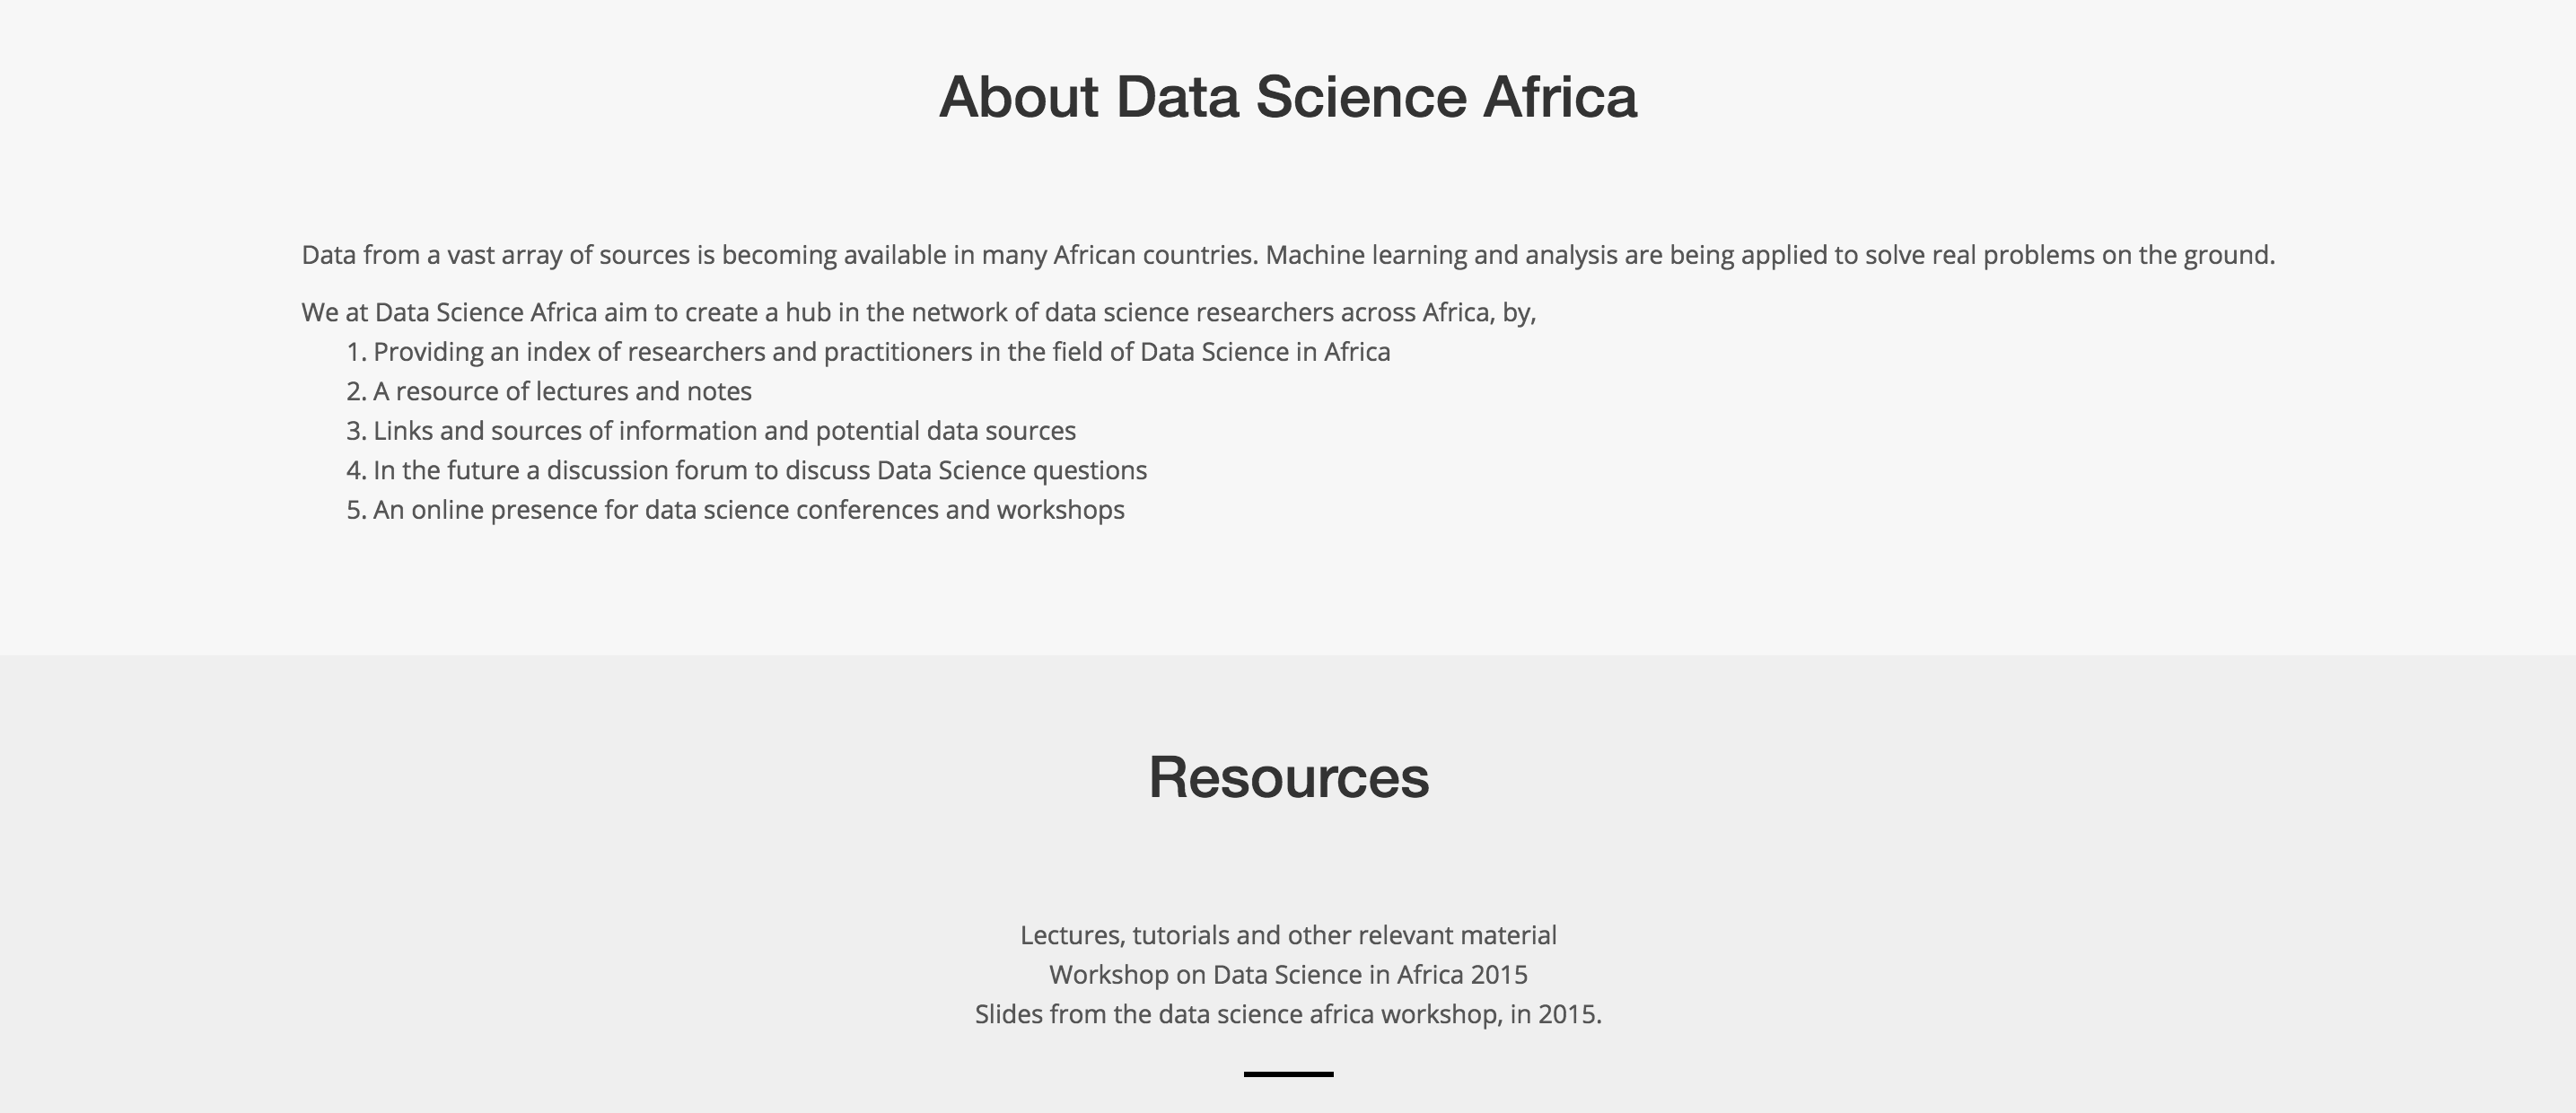 About Data Science Africa
Data from a vast array of sources is becoming available in many African countries. Machine learning and analysis are being applied to solve real problems on the ground.
We at Data Science Africa aim to create a hub in the network of data science researchers across Africa, by,
1. Providing an index of researchers and practitioners in the field of Data Science in Africa
2. A resource of lectures and notes
3. Links and sources of information and potential data sources
4. In the future a discussion forum to discuss Data Science questions
5. An online presence for data science conferences and workshops
Resources
Lectures, tutorials and other relevant material
Workshop on Data Science in Africa 2015
Slides from the data science africa workshop, in 2015.